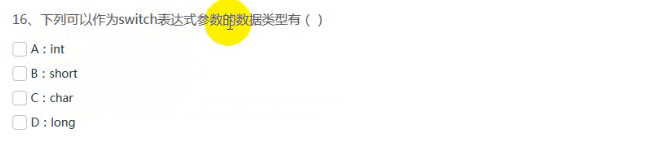 16、下列可以作为switch表达式参数的数据类型有 ( )
A : int
B : short
C : char
D : long